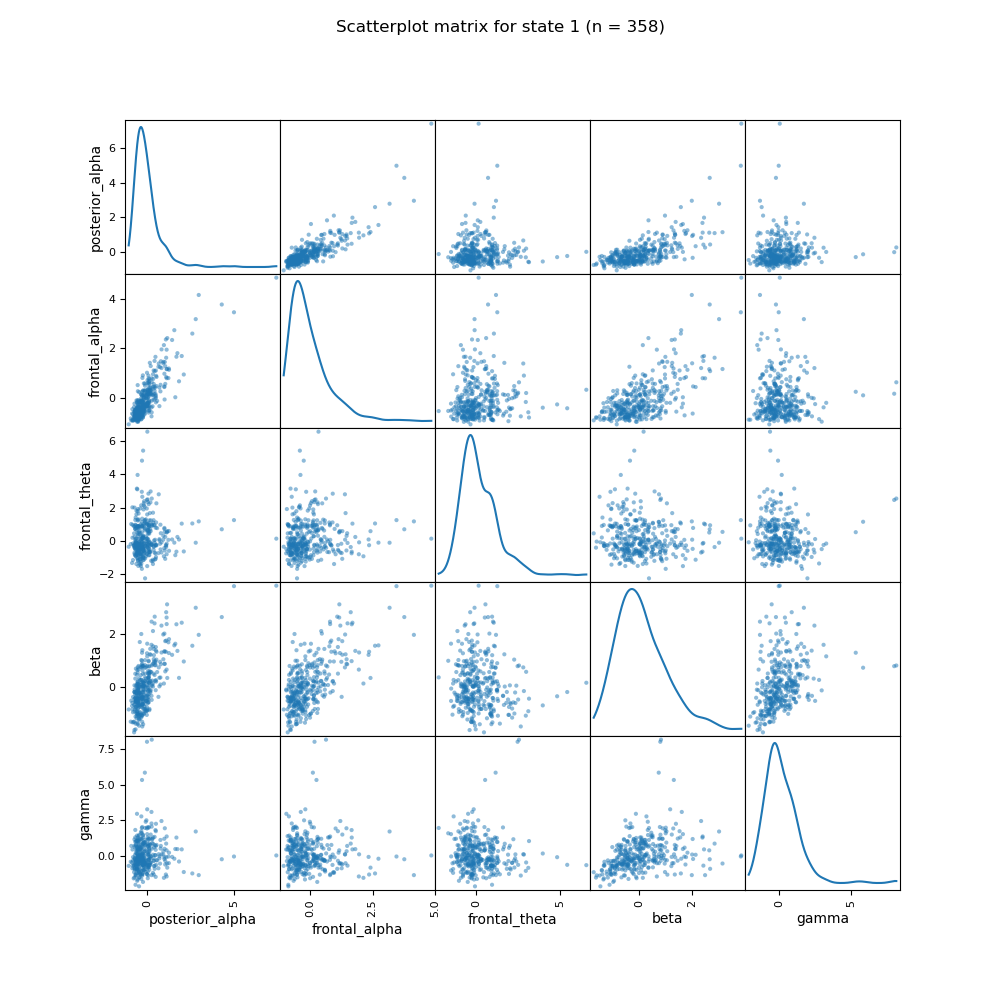 Scatterplot matrix for state 1 (n = 358)
posterior_alpha
6
4
2
0
frontal_alpha
4
2
0
frontal_theta
6
4
2
0
−2
beta
2
0
gamma
7.5
5.0
2.5
0.0
0 5 0.0 2.5 5.0 0 5 0 2 0 5
posterior_alpha frontal_alpha frontal_theta beta gamma